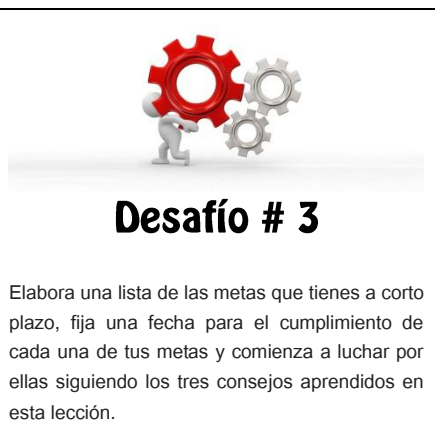 Desafío # 3
Elabora una lista de las metas que tienes a corto
plazo, fija una fecha para el cumplimiento de
cada una de tus metas y comienza a luchar por
ellas siguiendo los tres consejos aprendidos en
esta lección.